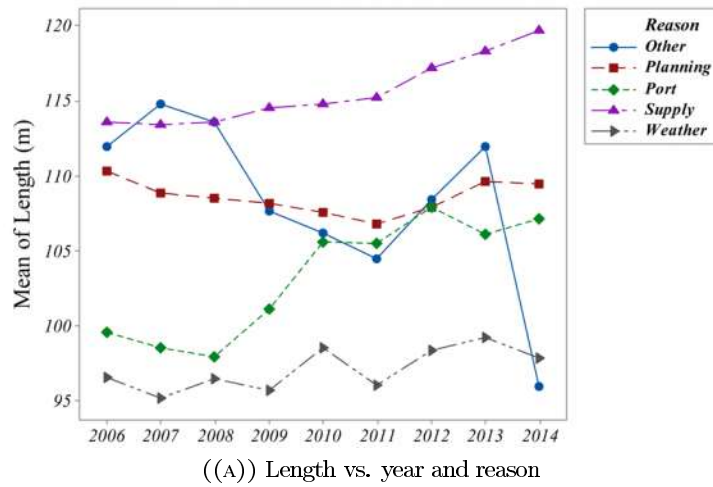 120
115
110
105
100
95
Mean of Length (m)
2006 2007 2008 2009 2010 2011 2012 2013 2014
Reason
Other
Planning
Port
Supply
Weather
((A)) Length vs. year and reason